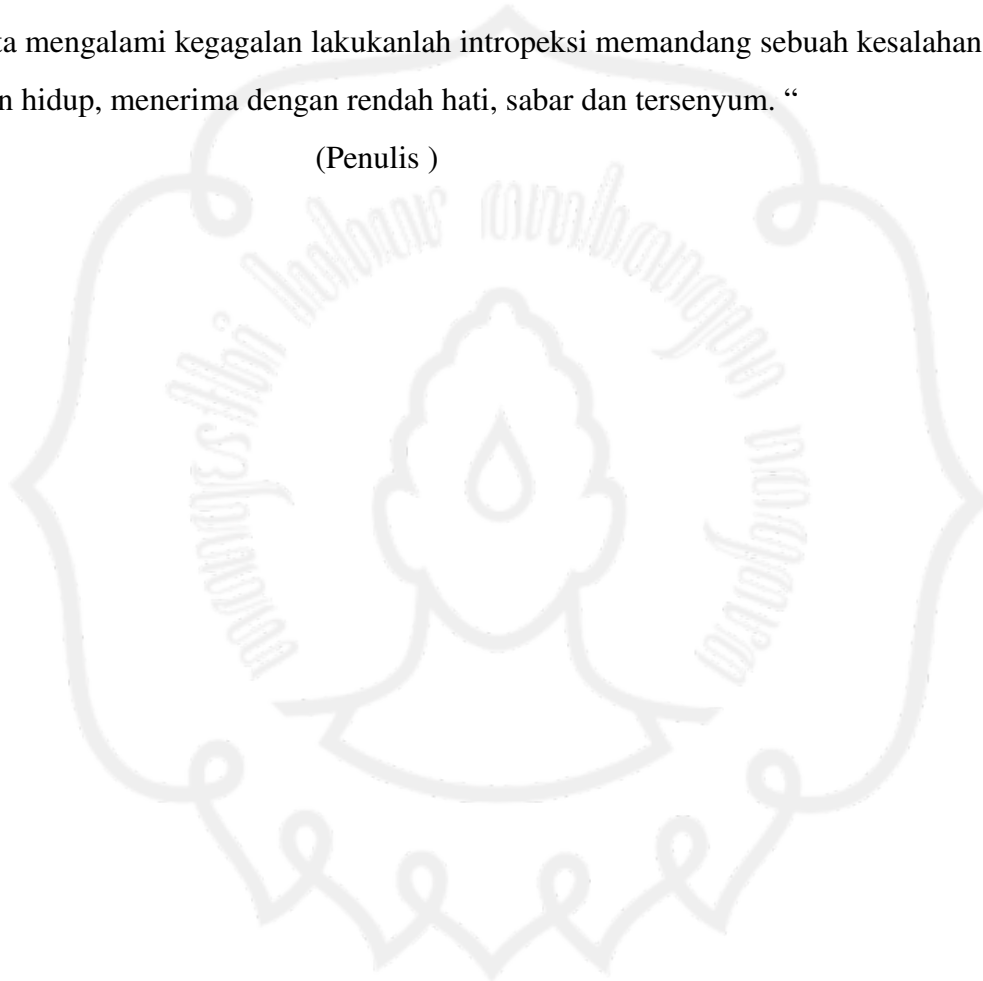 ta mengalami kegagalan lakukanlah intropeksi memandang sebuah kesalahan
n hidup, menerima dengan rendah hati, sabar dan tersenyum. “
(Penulis )